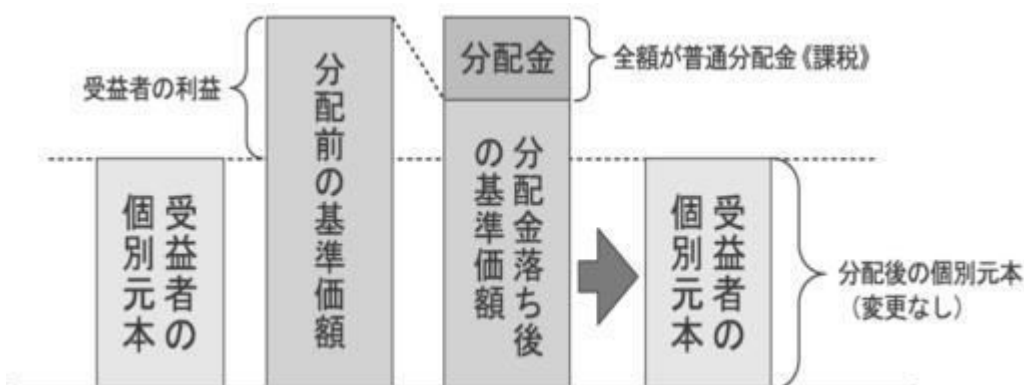 受益者の利益
受益者の
個別元本
分配前の基準価額
分配金
全額が普通分配金《課税》
分配金落ち後
の基準価額
受益者の
個別元本
分配後の個別元本
（変更なし）